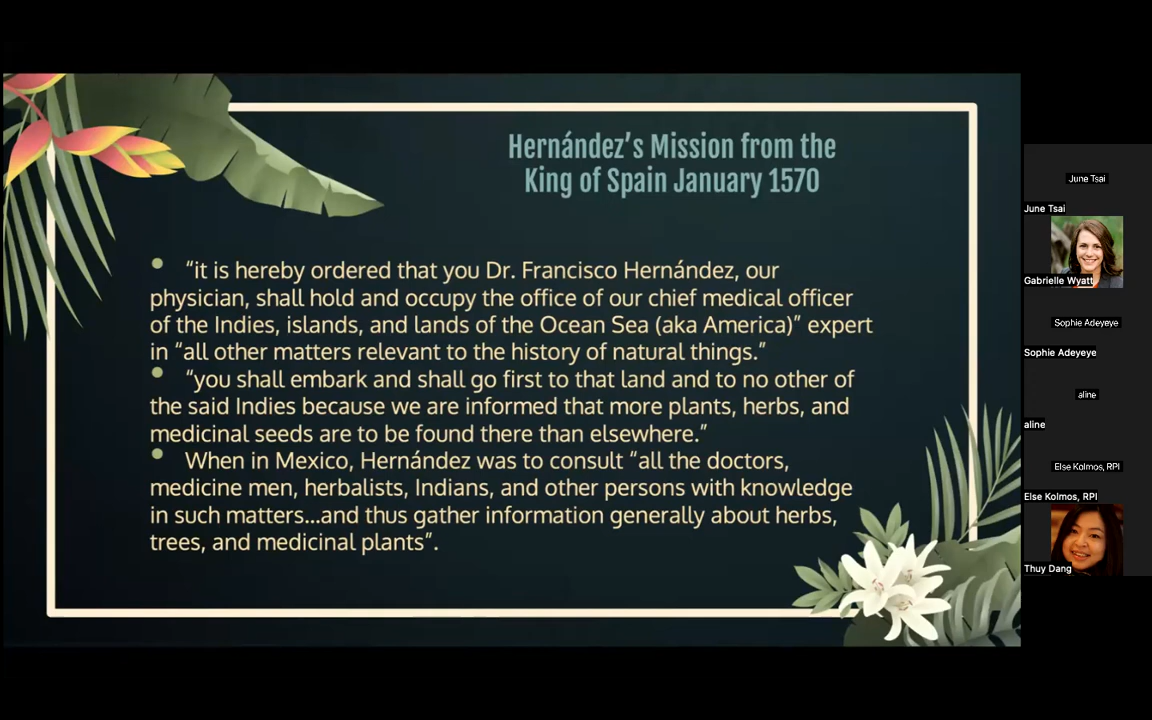 Hernández’s Mission from the
King of Spain January 1570
• “it is hereby ordered that you Dr. Francisco Hernández, our
physician, shall hold and occupy the office of our chief medical officer
of the Indies, islands, and lands of the Ocean Sea (aka America)” expert
in “all other matters relevant to the history of natural things.”
• “you shall embark and shall go first to that land and to no other of
the said Indies because we are informed that more plants, herbs, and
medicinal seeds are to be found there than elsewhere.”
• When in Mexico, Hernández was to consult “all the doctors,
medicine men, herbalists, Indians, and other persons with knowledge
in such matters...and thus gather information generally about herbs,
trees, and medicinal plants”.
June Tsai
June Tsai
Gabrielle Wyatt
Sophie Adeyeye
Sophie Adeyeye
aline
aline
Else Kolmos, RPI
Else Kolmos, RPI
Thuy Dang